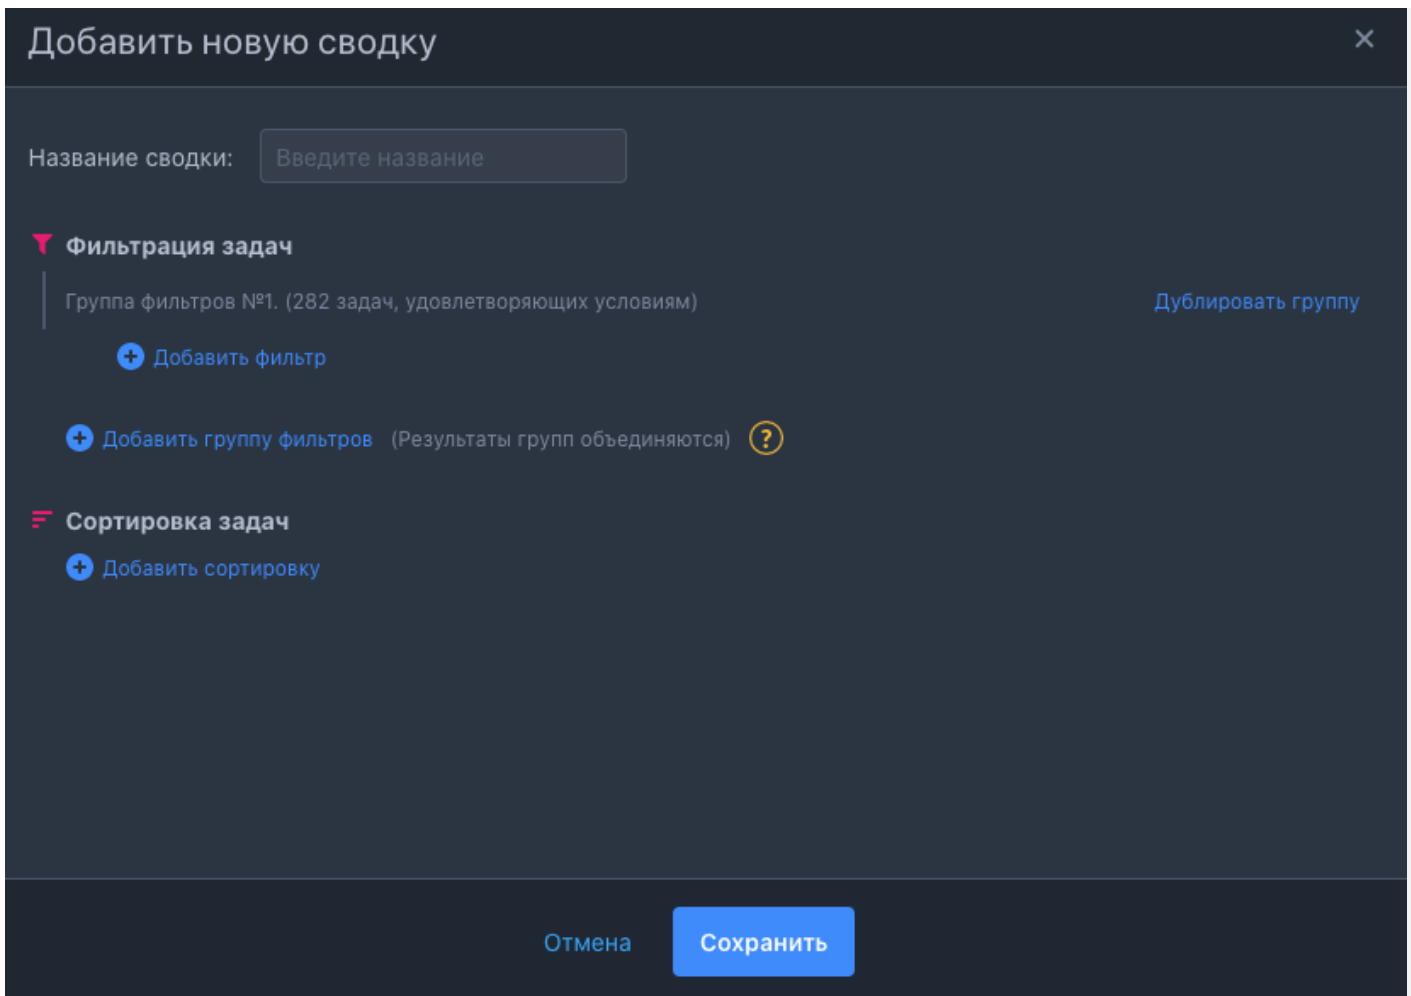 Добавить новую сводку
Название сводки: Введите название
Фильтрация задач
Группа фильтров №1. (282 задач, удовлетворяющих условиям) Дублировать группу
Добавить фильтр
Добавить группу фильтров (Результаты групп объединяются) ?
Сортировка задач
Добавить сортировку
Отмена Сохранить